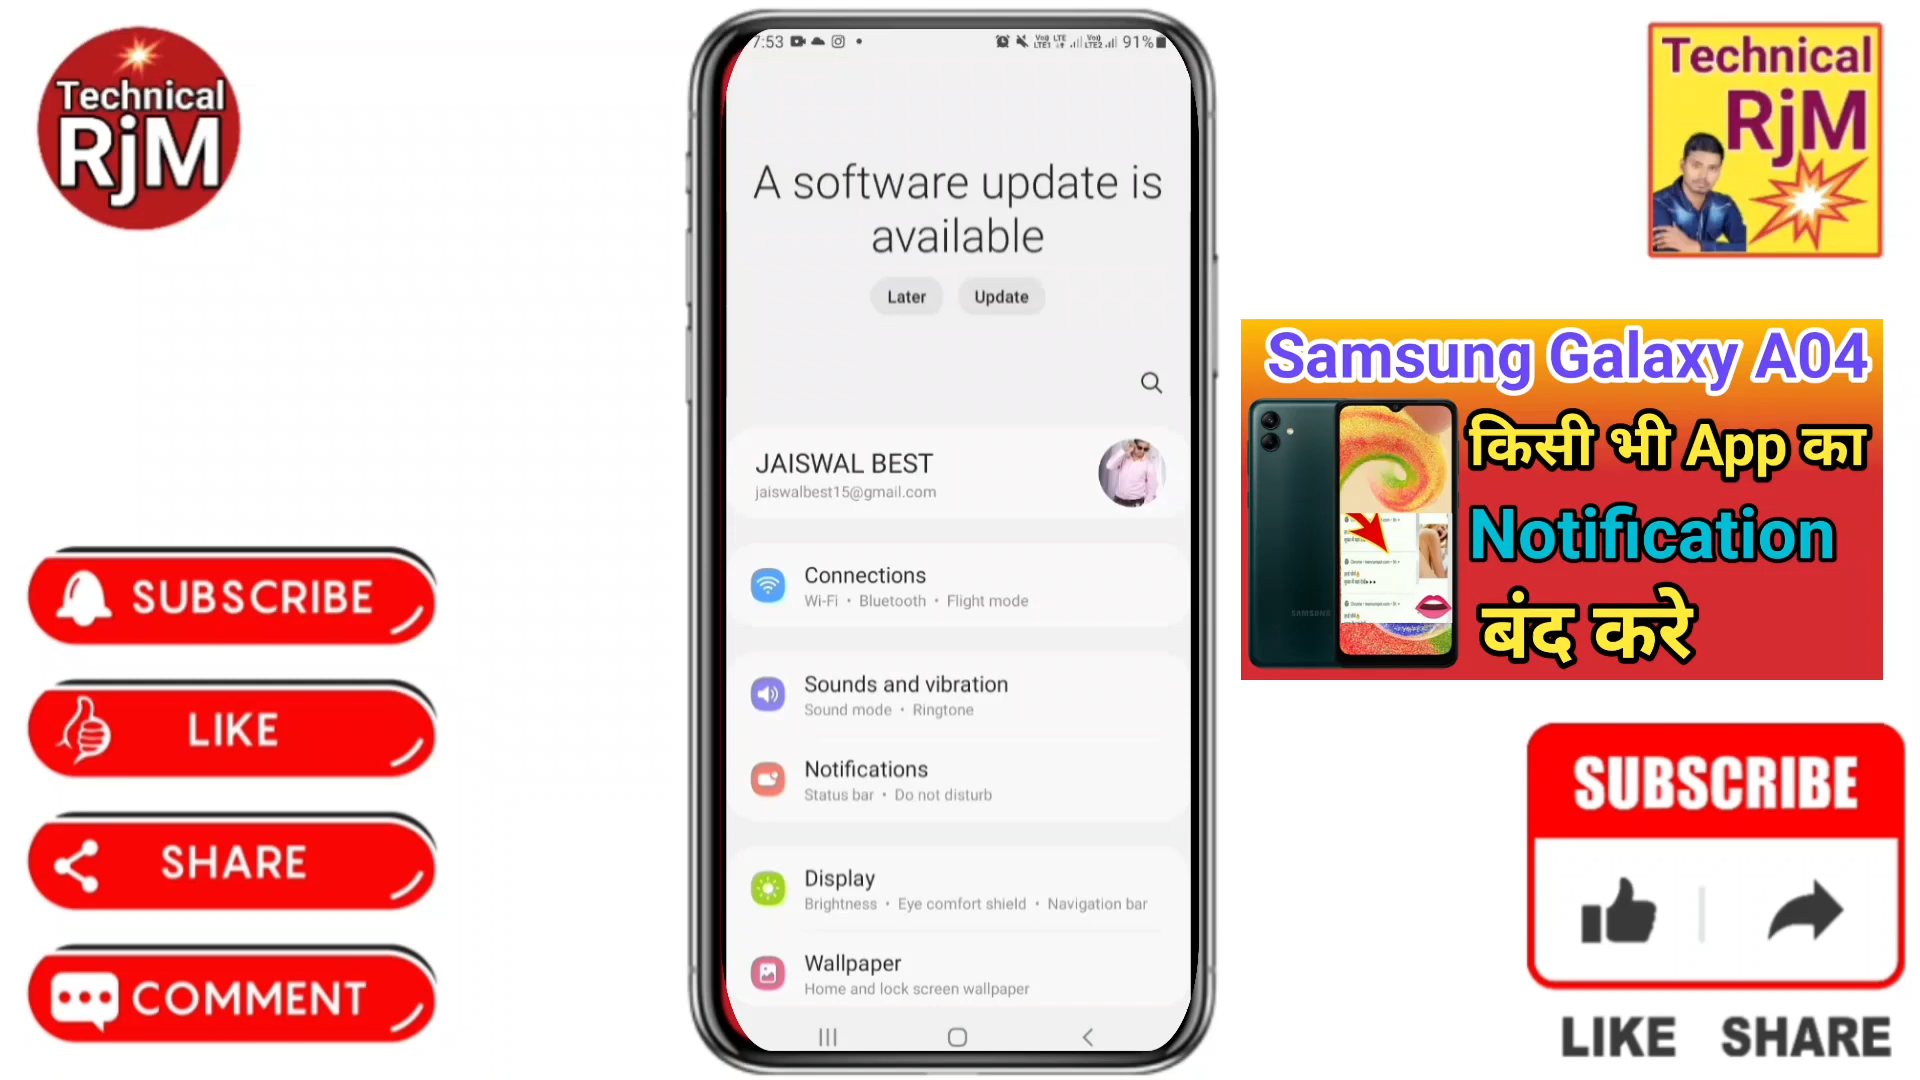 Technical
RjM
SUBSCRIBE
LIKE
SHARE
COMMENT
7:53
91%
A software update is
available
Later
Update
JAISWAL BEST
jaiswalbest15@gmail.com
Connections
Wi-Fi • Bluetooth • Flight mode
Sounds and vibration
Sound mode • Ringtone
Notifications
Status bar • Do not disturb
Display
Brightness • Eye comfort shield • Navigation bar
Wallpaper
Home and lock screen wallpaper
Technical
RjM
Samsung Galaxy A04
किसी भी App का
Notification
बंद करे
SAMSUNG
SUBSCRIBE
LIKE SHARE